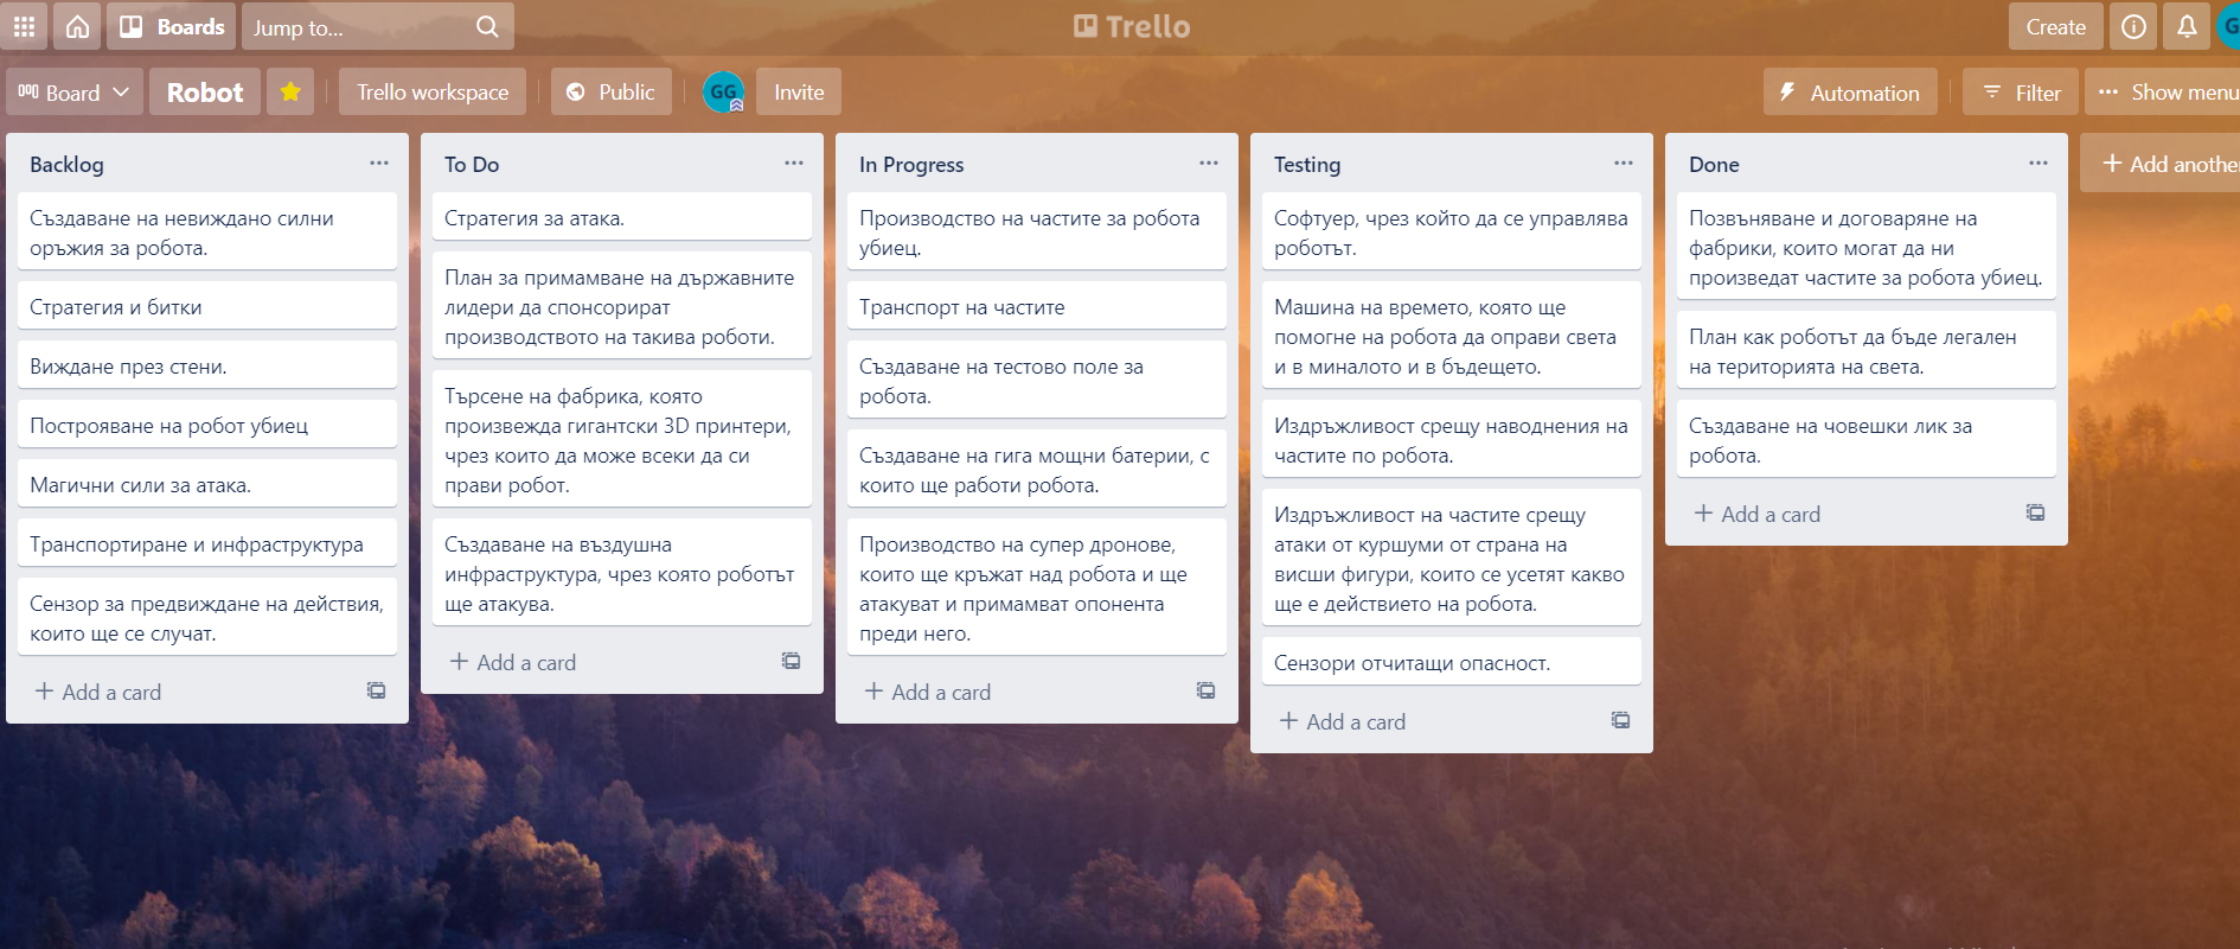 Boards
Jump to...
Trello
Create
Board
Robot
Trello workspace
Public
GG
Invite
Automation
Filter
Show menu
Backlog
Създаване на невиждано силни
оръжия за робота.
Стратегия и битки
Виждане през стени.
Построяване на робот убиец
Магични сили за атака.
Транспортиране и инфраструктура
Сензор за предвиждане на действия,
които ще се случат.
+ Add a card
To Do
Стратегия за атака.
План за примамване на държавните
лидери да спонсорират
производството на такива роботи.
Търсене на фабрика, която
произвежда гигантски 3D принтери,
чрез които да може всеки да си
прави робот.
Създаване на въздушна
инфраструктура, чрез която роботът
ще атакува.
+ Add a card
In Progress
Производство на частите за робота
убиец.
Транспорт на частите
Създаване на тестово поле за
робота.
Създаване на гига мощни батерии, с
които ще работи робота.
Производство на супер дронове,
които ще кръжат над робота и ще
атакуват и примамват опонента
преди него.
+ Add a card
Testing
Софтуер, чрез който да се управлява
роботът.
Машина на времето, която ще
помогне на робота да оправи света
и в миналото и в бъдещето.
Издръжливост срещу наводнения на
частите по робота.
Издръжливост на частите срещу
атаки от куршуми от страна на
висши фигури, които се усетят какво
ще е действието на робота.
Сензори отчитащи опасност.
+ Add a card
Done
Позвъняване и договаряне на
фабрики, които могат да ни
произведат частите за робота убиец.
План как роботът да бъде легален
на територията на света.
Създаване на човешки лик за
робота.
+ Add a card
+ Add another